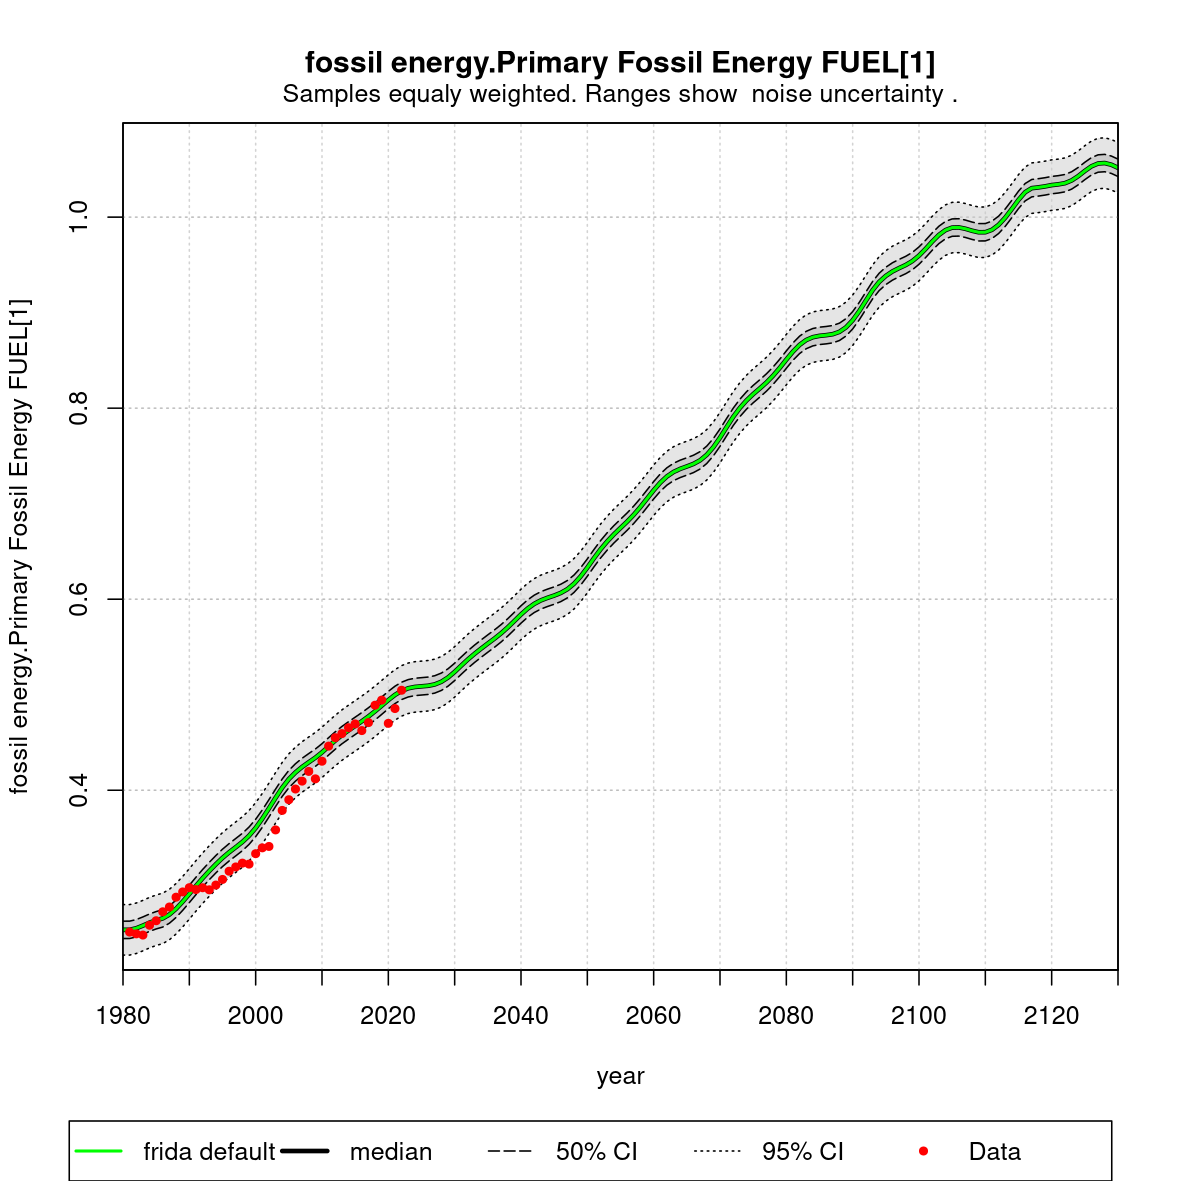 fossil energy.Primary Fossil Energy FUEL[1]
Samples equaly weighted. Ranges show  noise uncertainty .
fossil energy.Primary Fossil Energy FUEL[1]
1.0
0.8
0.6
0.4
1980 2000 2020 2040 2060 2080 2100 2120
year
frida default median 50% CI 95% CI Data